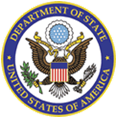 DEPARTMENT OF STATE
UNITED STATES OF AMERICA